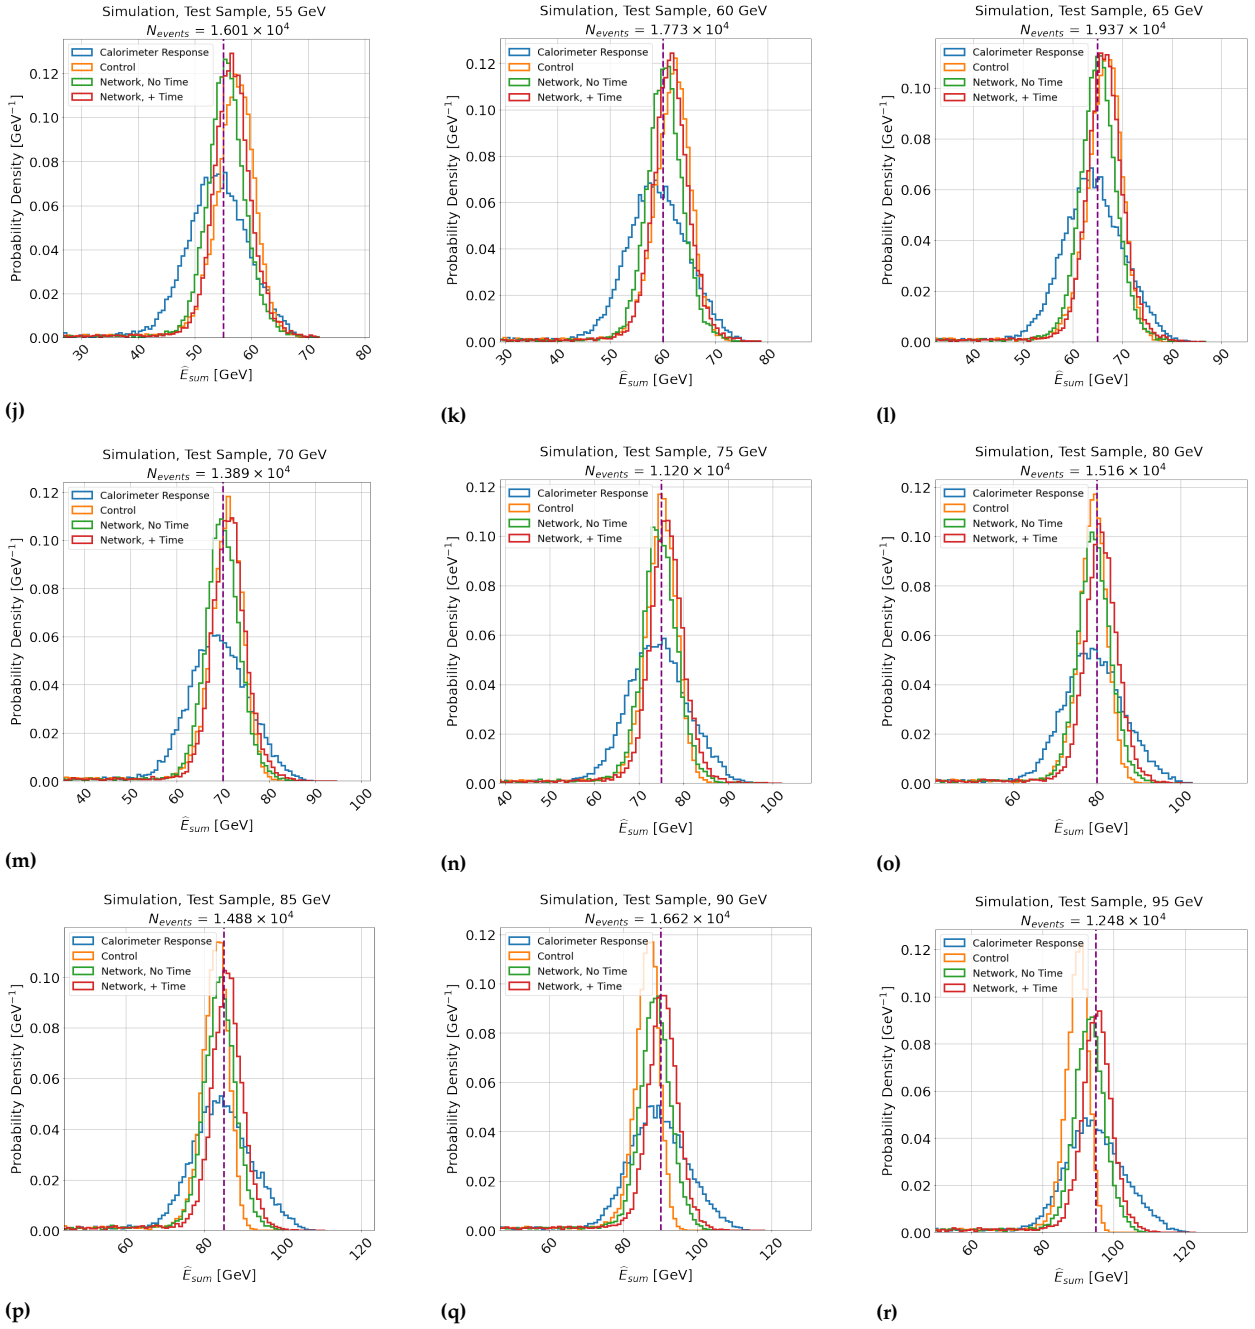 Simulation, Test Sample, 55 GeV
N_events = 1.601 × 10^4
Calorimeter Response
Control
Network, No Time
Network, + Time
Probability Density [GeV^−1]
0.12
0.10
0.08
0.06
0.04
0.02
0.00
30 40 50 60 70 80
Ê_sum [GeV]
(j)
Simulation, Test Sample, 60 GeV
N_events = 1.773 × 10^4
Calorimeter Response
Control
Network, No Time
Network, + Time
Probability Density [GeV^−1]
0.12
0.10
0.08
0.06
0.04
0.02
0.00
30 40 50 60 70 80
Ê_sum [GeV]
(k)
Simulation, Test Sample, 65 GeV
N_events = 1.937 × 10^4
Calorimeter Response
Control
Network, No Time
Network, + Time
Probability Density [GeV^−1]
0.10
0.08
0.06
0.04
0.02
0.00
40 50 60 70 80 90
Ê_sum [GeV]
(l)
Simulation, Test Sample, 70 GeV
N_events = 1.389 × 10^4
Calorimeter Response
Control
Network, No Time
Network, + Time
Probability Density [GeV^−1]
0.12
0.10
0.08
0.06
0.04
0.02
0.00
40 50 60 70 80 90 100
Ê_sum [GeV]
(m)
Simulation, Test Sample, 75 GeV
N_events = 1.120 × 10^4
Calorimeter Response
Control
Network, No Time
Network, + Time
Probability Density [GeV^−1]
0.12
0.10
0.08
0.06
0.04
0.02
0.00
40 50 60 70 80 90 100
Ê_sum [GeV]
(n)
Simulation, Test Sample, 80 GeV
N_events = 1.516 × 10^4
Calorimeter Response
Control
Network, No Time
Network, + Time
Probability Density [GeV^−1]
0.12
0.10
0.08
0.06
0.04
0.02
0.00
60 80 100
Ê_sum [GeV]
(o)
Simulation, Test Sample, 85 GeV
N_events = 1.488 × 10^4
Calorimeter Response
Control
Network, No Time
Network, + Time
Probability Density [GeV^−1]
0.10
0.08
0.06
0.04
0.02
0.00
60 80 100 120
Ê_sum [GeV]
(p)
Simulation, Test Sample, 90 GeV
N_events = 1.662 × 10^4
Calorimeter Response
Control
Network, No Time
Network, + Time
Probability Density [GeV^−1]
0.12
0.10
0.08
0.06
0.04
0.02
0.00
60 80 100 120
Ê_sum [GeV]
(q)
Simulation, Test Sample, 95 GeV
N_events = 1.248 × 10^4
Calorimeter Response
Control
Network, No Time
Network, + Time
Probability Density [GeV^−1]
0.12
0.10
0.08
0.06
0.04
0.02
0.00
60 80 100 120
Ê_sum [GeV]
(r)